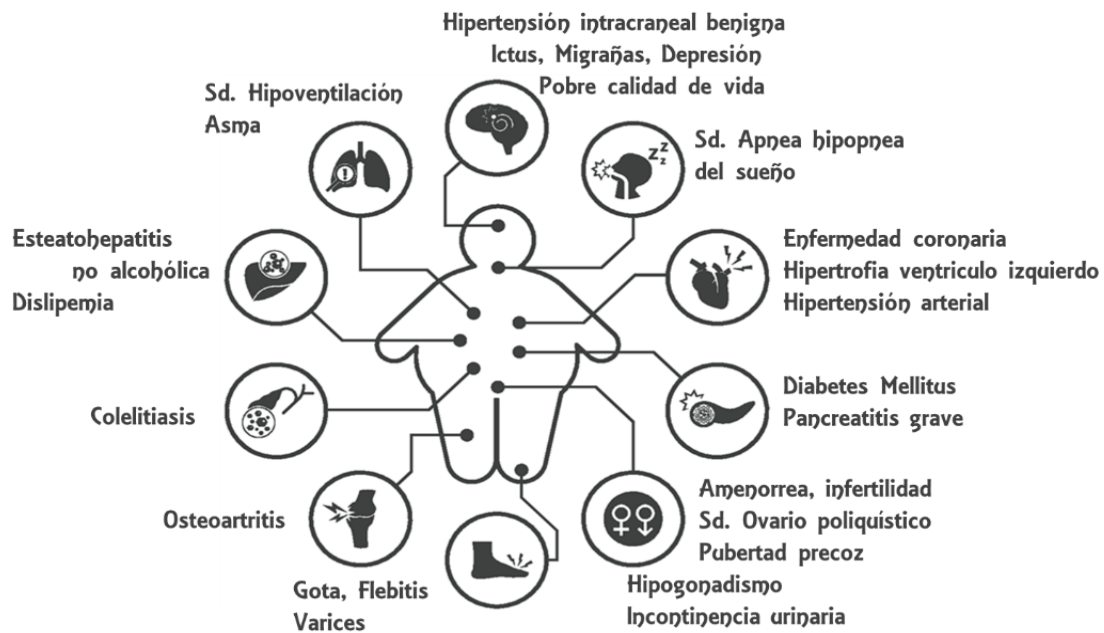 Hipertensión intracraneal benigna
Ictus, Migrañas, Depresión
Pobre calidad de vida
Sd. Hipoventilación
Asma
Sd. Apnea hipopnea
del sueño
zzz
Esteatohepatitis
no alcohólica
Dislipemia
Enfermedad coronaria
Hipertrofia ventriculo izquierdo
Hipertensión arterial
Colelitiasis
Diabetes Mellitus
Pancreatitis grave
Osteoartritis
Amenorrea, infertilidad
Sd. Ovario poliquístico
Pubertad precoz
Hipogonadismo
Incontinencia urinaria
Gota, Flebitis
Varices